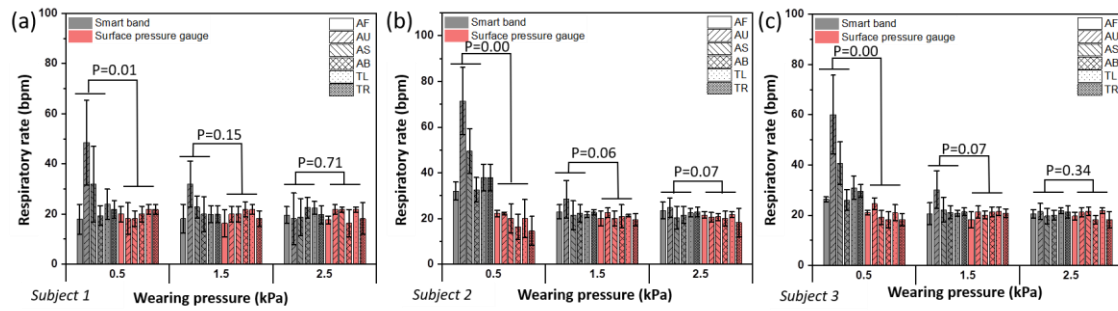 (a)
100
80
60
40
20
0
Respiratory rate (bpm)
Smart band
Surface pressure gauge
AF
AU
AS
AB
TL
TR
P=0.01
P=0.15
P=0.71
0.5
1.5
2.5
Subject 1
Wearing pressure (kPa)
(b)
100
80
60
40
20
0
Respiratory rate (bpm)
Smart band
Surface pressure gauge
AF
AU
AS
AB
TL
TR
P=0.00
P=0.06
P=0.07
0.5
1.5
2.5
Subject 2
Wearing pressure (kPa)
(c)
100
80
60
40
20
0
Respiratory rate (bpm)
Smart band
Surface pressure gauge
AF
AU
AS
AB
TL
TR
P=0.00
P=0.07
P=0.34
0.5
1.5
2.5
Subject 3
Wearing pressure (kPa)